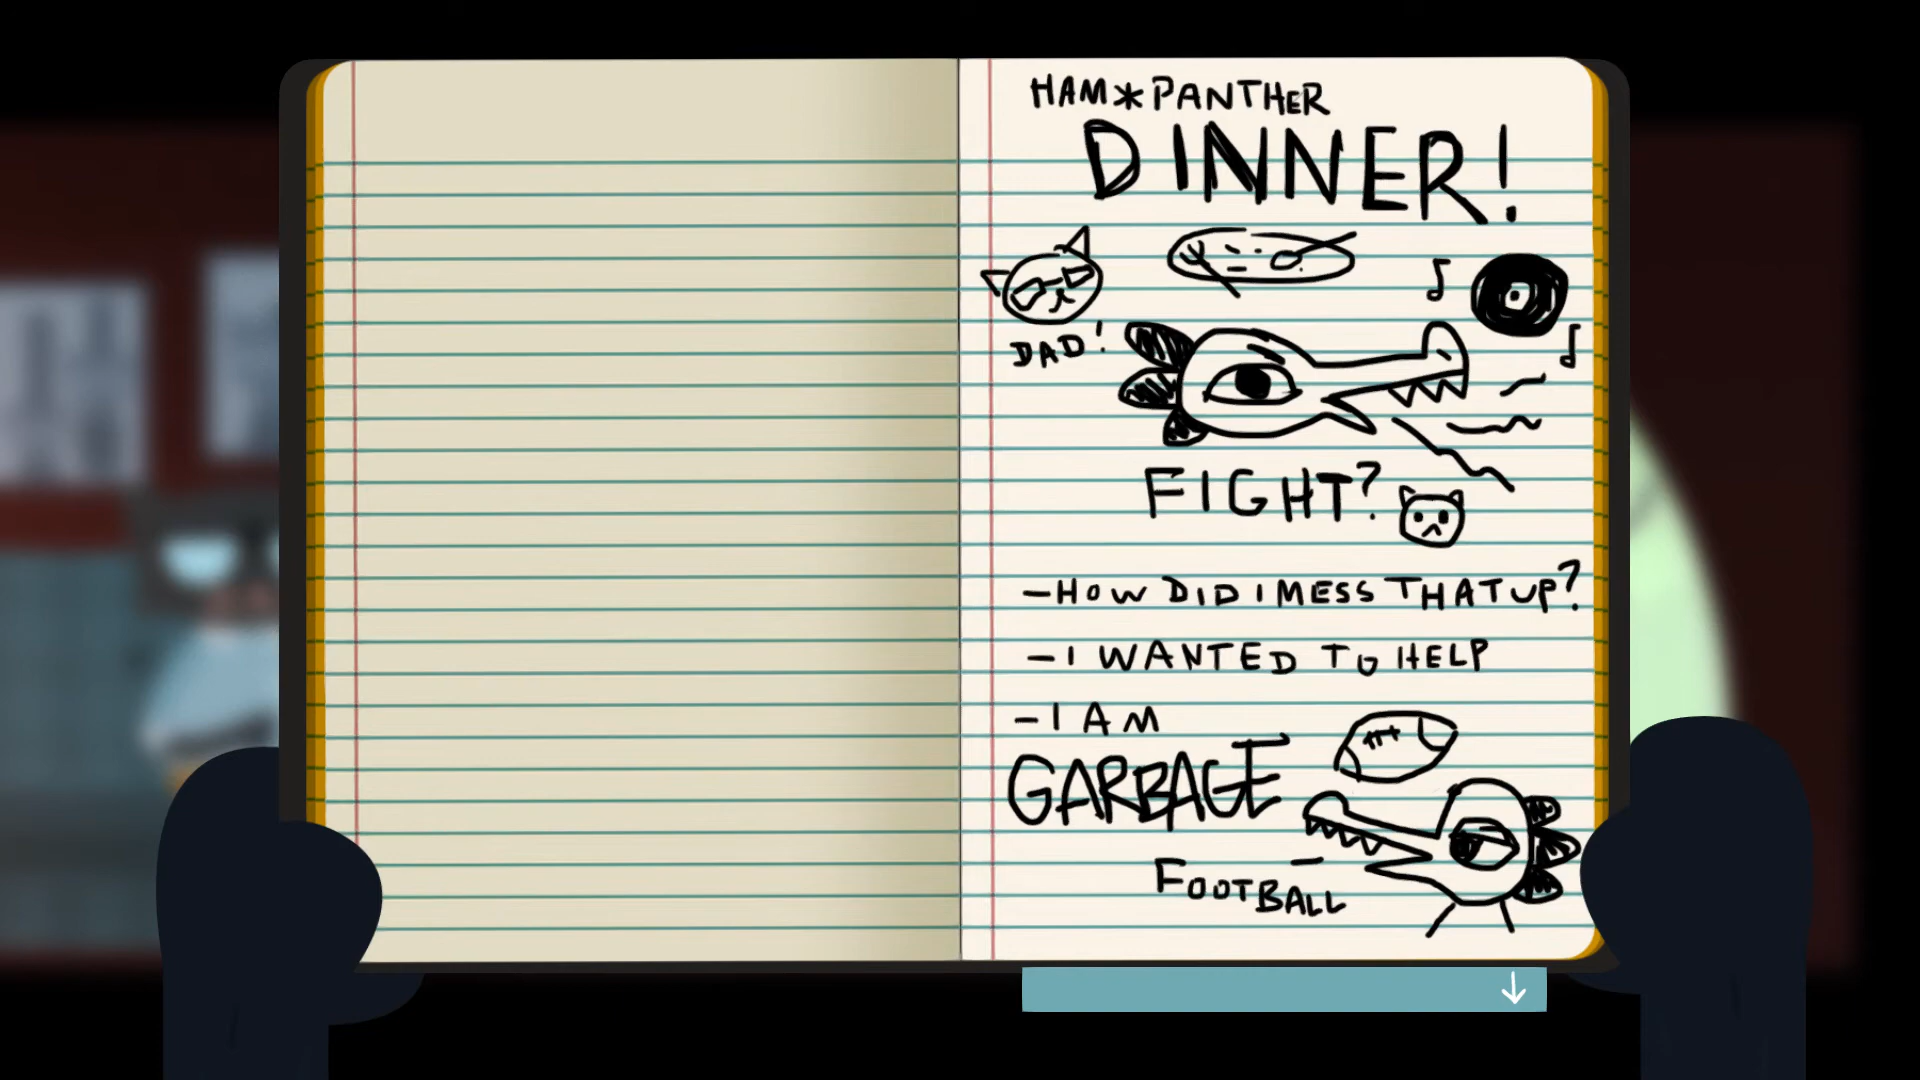 HAM*PANTHER
DINNER!
DAD!
FIGHT?
-HOW DID I MESS THAT UP?
-I WANTED TO HELP
-I AM
GARBAGE
FOOTBALL